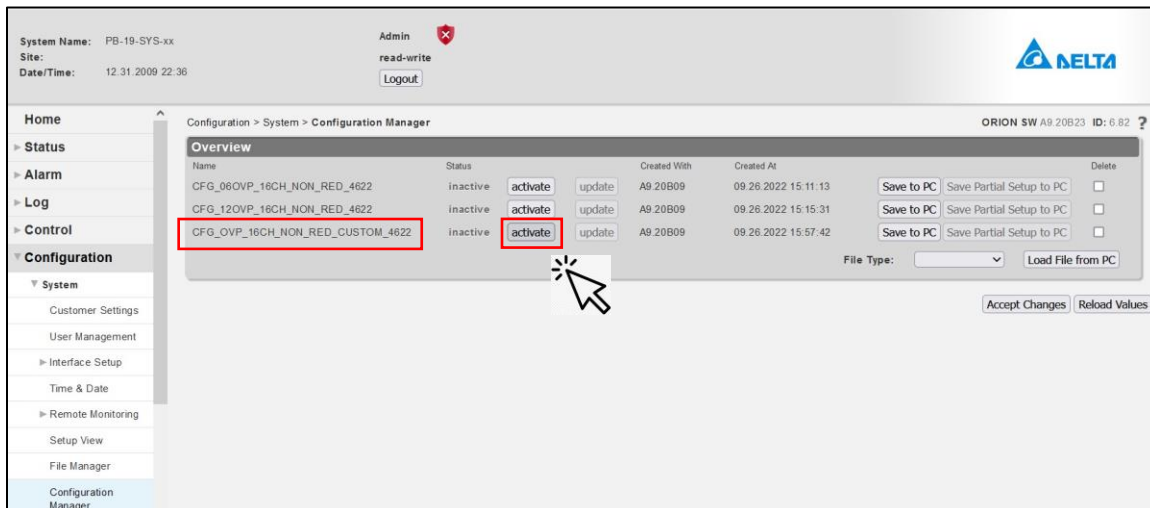 System Name: PB-19-SYS-xx
Site:
Date/Time: 12.31.2009 22:36
Admin
read-write
Logout
DELTA
Home
Status
Alarm
Log
Control
Configuration
System
Customer Settings
User Management
Interface Setup
Time & Date
Remote Monitoring
Setup View
File Manager
Configuration
Manager
Configuration > System > Configuration Manager
ORION SW A9.20B23 ID: 6.82 ?
Overview
Name Status Created With Created At Delete
CFG_06OVP_16CH_NON_RED_4622 inactive activate update A9.20B09 09.26.2022 15:11:13 Save to PC Save Partial Setup to PC
CFG_12OVP_16CH_NON_RED_4622 inactive activate update A9.20B09 09.26.2022 15:15:31 Save to PC Save Partial Setup to PC
CFG_OVP_16CH_NON_RED_CUSTOM_4622 inactive activate update A9.20B09 09.26.2022 15:57:42 Save to PC Save Partial Setup to PC
File Type: Load File from PC
Accept Changes Reload Values